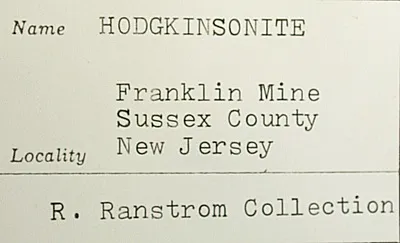 Name HODGKINSONITE
Franklin Mine
Sussex County
Locality New Jersey
R. Ranstrom Collection